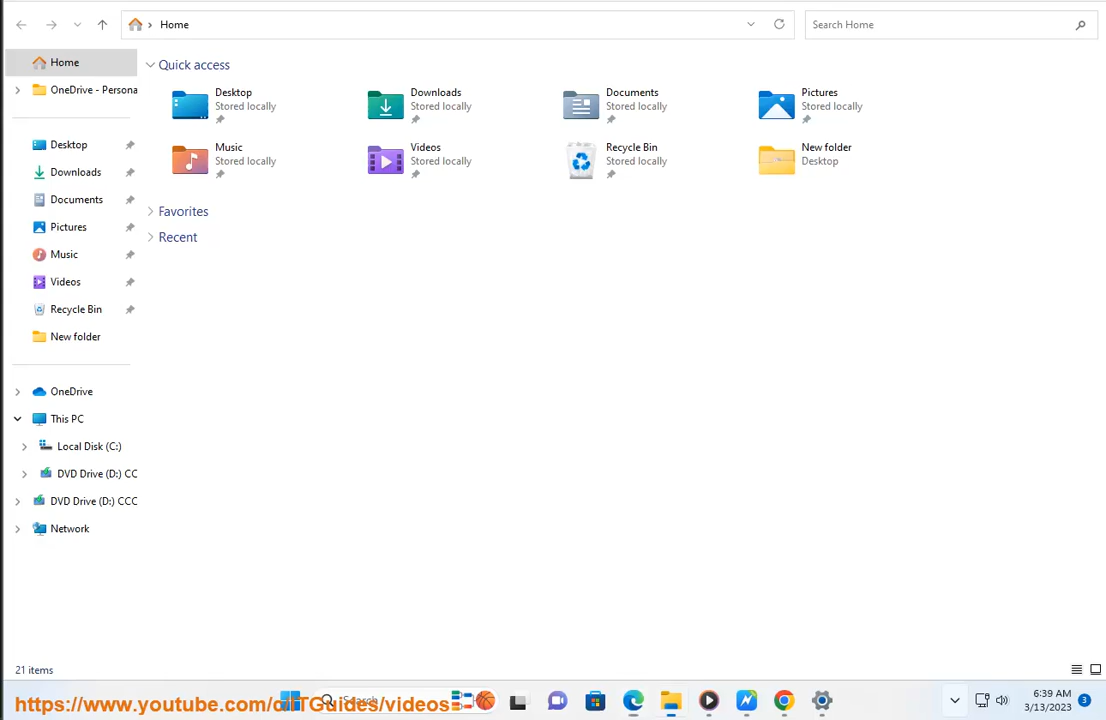 Home
Search Home
Home
OneDrive - Persona
Desktop
Downloads
Documents
Pictures
Music
Videos
Recycle Bin
New folder
OneDrive
This PC
Local Disk (C:)
DVD Drive (D:) CC
DVD Drive (D:) CCC
Network
Quick access
Desktop
Stored locally
Downloads
Stored locally
Documents
Stored locally
Pictures
Stored locally
Music
Stored locally
Videos
Stored locally
Recycle Bin
Stored locally
New folder
Desktop
Favorites
Recent
21 items
https://www.youtube.com/diTGuides/videos
Search
6:39 AM
3/13/2023
3